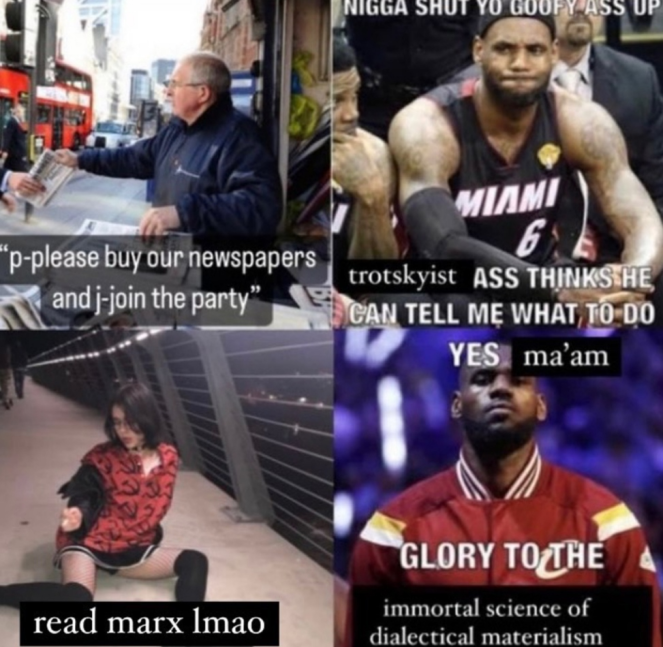 NIGGA SHUT YO GOOFY ASS UP
MIAMI
6
"p-please buy our newspapers
and j-join the party"
trotskyist ASS THINKS HE
CAN TELL ME WHAT TO DO
YES ma'am
GLORY TO THE
read marx lmao
immortal science of
dialectical materialism